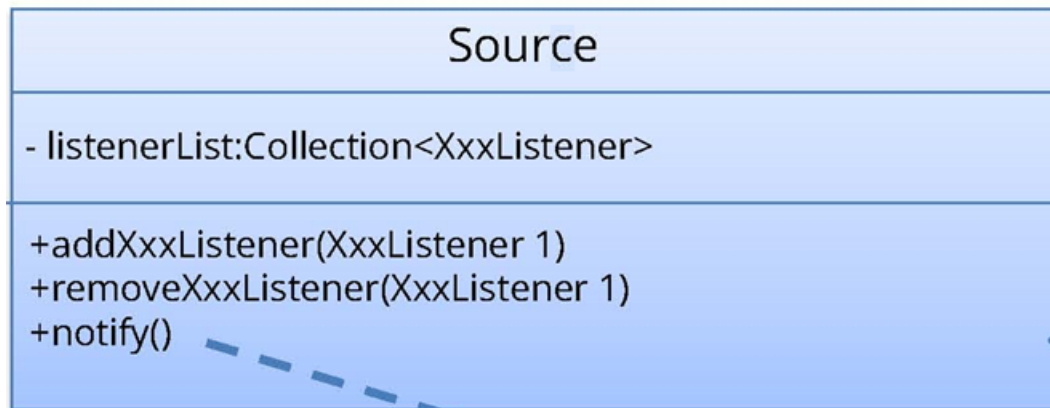 Source
- listenerList:Collection<XxxListener>
+addXxxListener(XxxListener 1)
+removeXxxListener(XxxListener 1)
+notify()